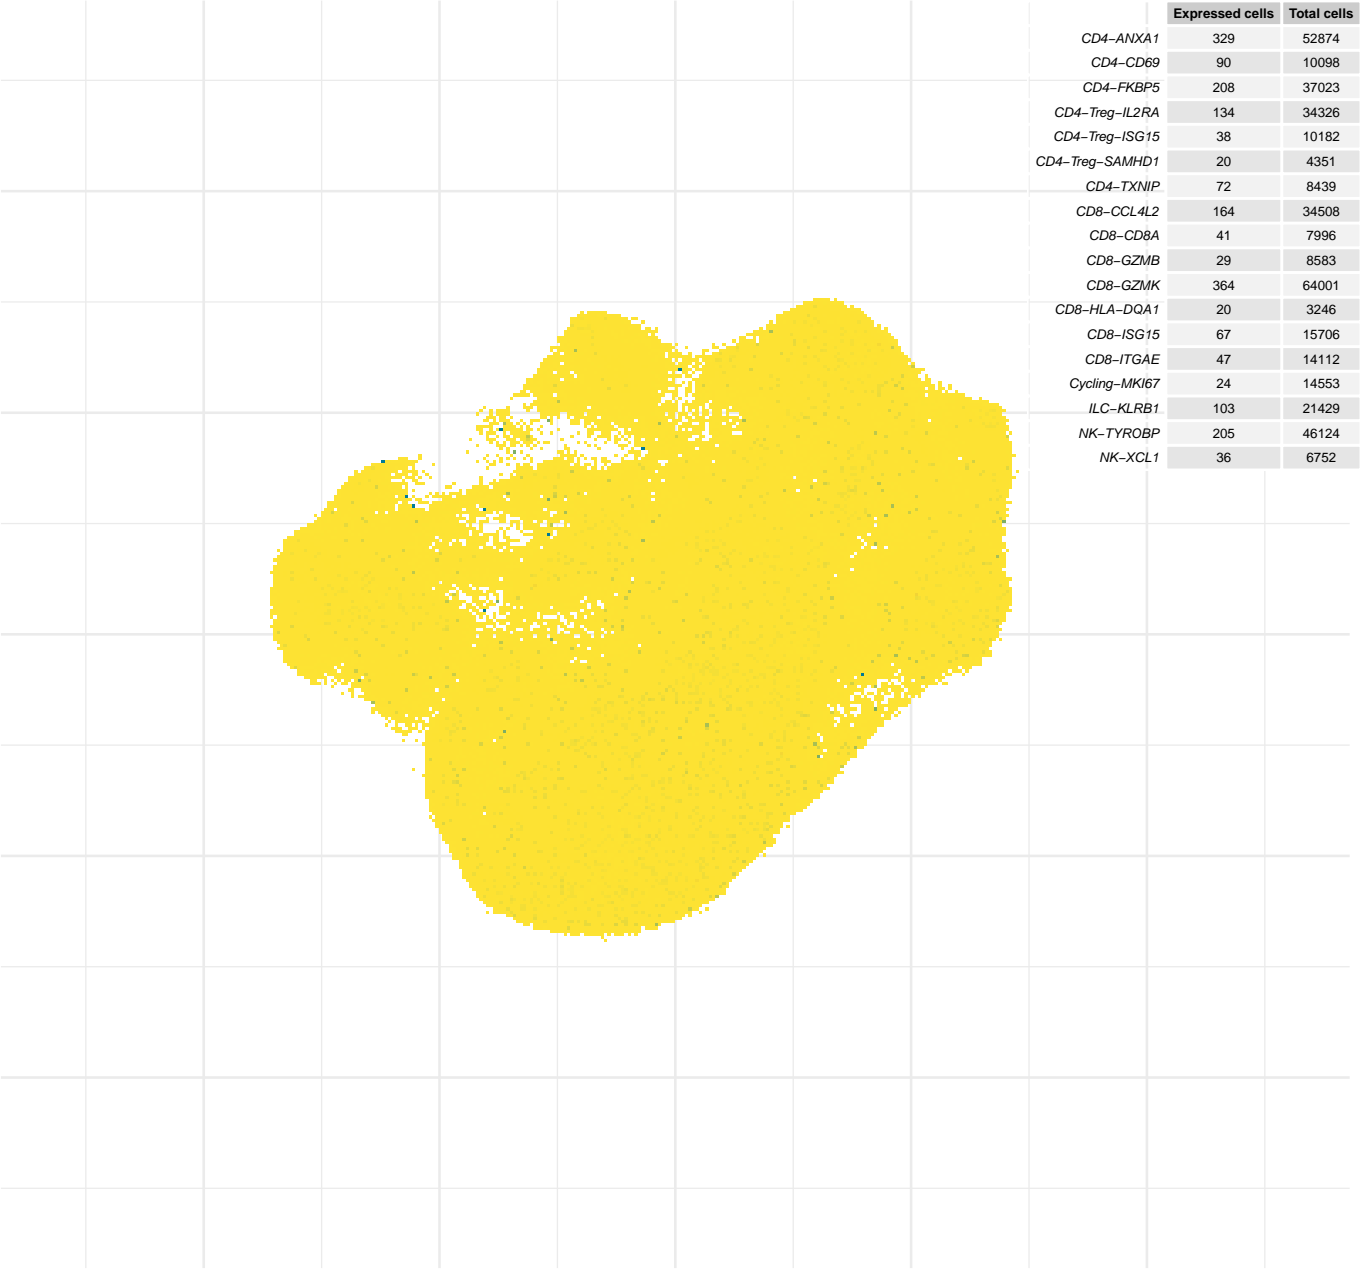 Expressed cells Total cells
CD4−ANXA1 329 52874
CD4−CD69 90 10098
CD4−FKBP5 208 37023
CD4−Treg−IL2RA 134 34326
CD4−Treg−ISG15 38 10182
CD4−Treg−SAMHD1 20 4351
CD4−TXNIP 72 8439
CD8−CCL4L2 164 34508
CD8−CD8A 41 7996
CD8−GZMB 29 8583
CD8−GZMK 364 64001
CD8−HLA−DQA1 20 3246
CD8−ISG15 67 15706
CD8−ITGAE 47 14112
Cycling−MKI67 24 14553
ILC−KLRB1 103 21429
NK−TYROBP 205 46124
NK−XCL1 36 6752